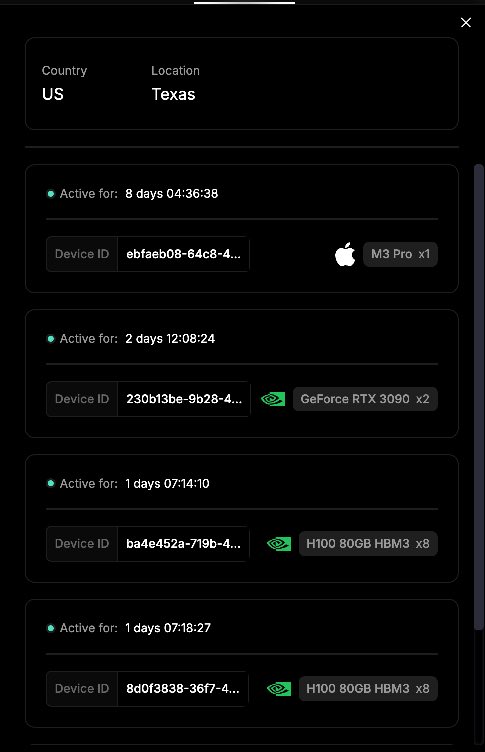 Country Location
US Texas
Active for: 8 days 04:36:38
Device ID ebfaeb08-64c8-4... M3 Pro x1
Active for: 2 days 12:08:24
Device ID 230b13be-9b28-4... GeForce RTX 3090 x2
Active for: 1 days 07:14:10
Device ID ba4e452a-719b-4... H100 80GB HBM3 x8
Active for: 1 days 07:18:27
Device ID 8d0f3838-36f7-4... H100 80GB HBM3 x8